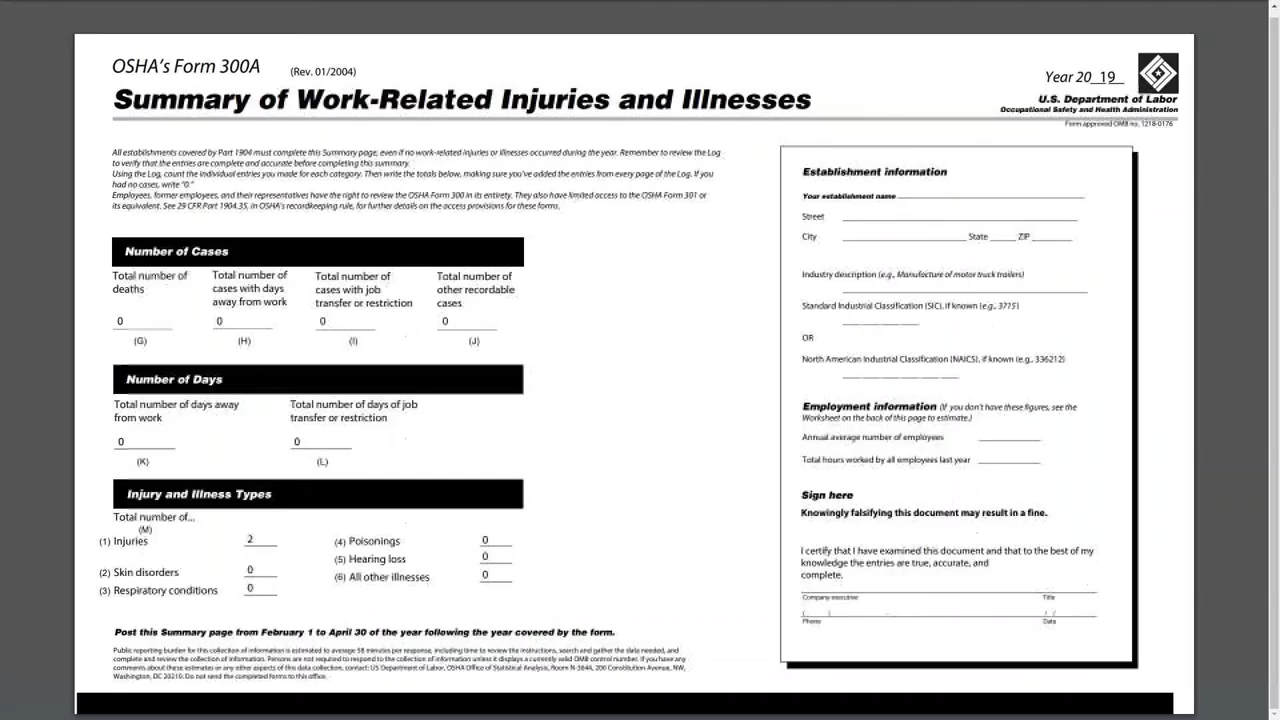 OSHA's Form 300A (Rev. 01/2004)
Year 20 19
Summary of Work-Related Injuries and Illnesses
U.S. Department of Labor
Occupational Safety and Health Administration
Form approved OMB no. 1218-0176
All establishments covered by Part 1904 must complete this Summary page, even if no work-related injuries or illnesses occurred during the year. Remember to review the Log
to verify that the entries are complete and accurate before completing this summary.
Using the Log, count the individual entries you made for each category. Then write the totals below, making sure you've added the entries from every page of the Log. If you
had no cases, write "0."
Employees, former employees, and their representatives have the right to review the OSHA Form 300 in its entirety. They also have limited access to the OSHA Form 301 or
its equivalent. See 29 CFR Part 1904.35, in OSHA's recordkeeping rule, for further details on the access provisions for these forms.
Number of Cases
Total number of
deaths
0
(G)
Total number of
cases with days
away from work
0
(H)
Total number of
cases with job
transfer or restriction
0
(I)
Total number of
other recordable
cases
0
(J)
Number of Days
Total number of days away
from work
0
(K)
Total number of days of job
transfer or restriction
0
(L)
Injury and Illness Types
Total number of...
(M)
(1) Injuries 2
(2) Skin disorders 0
(3) Respiratory conditions 0
(4) Poisonings 0
(5) Hearing loss 0
(6) All other illnesses 0
Post this Summary page from February 1 to April 30 of the year following the year covered by the form.
Public reporting burden for this collection of information is estimated to average 58 minutes per response, including time to review the instructions, search and gather the data needed, and
complete and review the collection of information. Persons are not required to respond to the collection of information unless it displays a currently valid OMB control number. If you have any
comments about these estimates or any other aspects of this data collection, contact: US Department of Labor, OSHA Office of Statistical Analysis, Room N-3644, 200 Constitution Avenue, NW,
Washington, DC 20210. Do not send the completed forms to this office.
Establishment information
Your establishment name
Street
City State ZIP
Industry description (e.g., Manufacture of motor truck trailers)
Standard Industrial Classification (SIC), if known (e.g., 3715)
OR
North American Industrial Classification (NAICS), if known (e.g., 336212)
Employment information (If you don't have these figures, see the
Worksheet on the back of this page to estimate.)
Annual average number of employees
Total hours worked by all employees last year
Sign here
Knowingly falsifying this document may result in a fine.
I certify that I have examined this document and that to the best of my
knowledge the entries are true, accurate, and
complete.
Company executive Title
( ) - / /
Phone Date